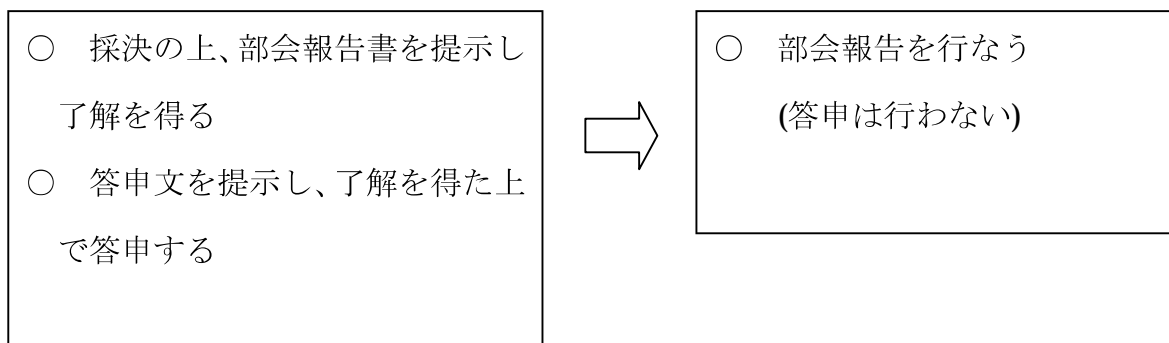 ○　採決の上、部会報告書を提示し
了解を得る
○　答申文を提示し、了解を得た上
で答申する
○　部会報告を行なう
(答申は行わない)